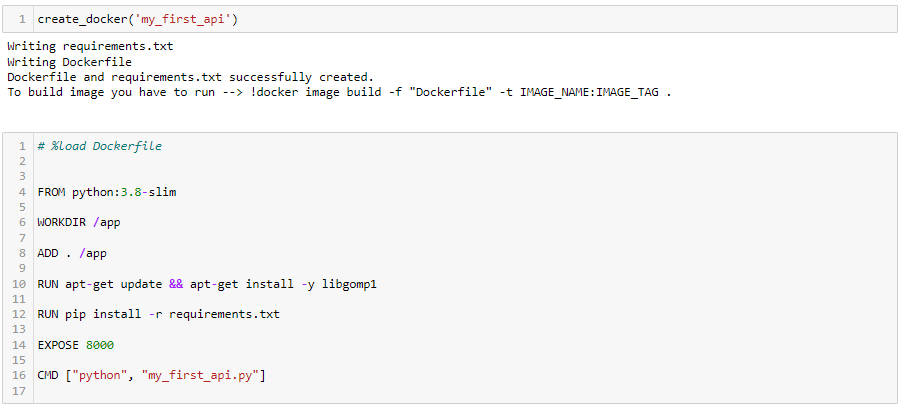 1 create_docker('my_first_api')
Writing requirements.txt
Writing Dockerfile
Dockerfile and requirements.txt successfully created.
To build image you have to run --> !docker image build -f "Dockerfile" -t IMAGE_NAME:IMAGE_TAG .
1 # %load Dockerfile
2
3
4 FROM python:3.8-slim
5
6 WORKDIR /app
7
8 ADD . /app
9
10 RUN apt-get update && apt-get install -y libgomp1
11
12 RUN pip install -r requirements.txt
13
14 EXPOSE 8000
15
16 CMD ["python", "my_first_api.py"]
17